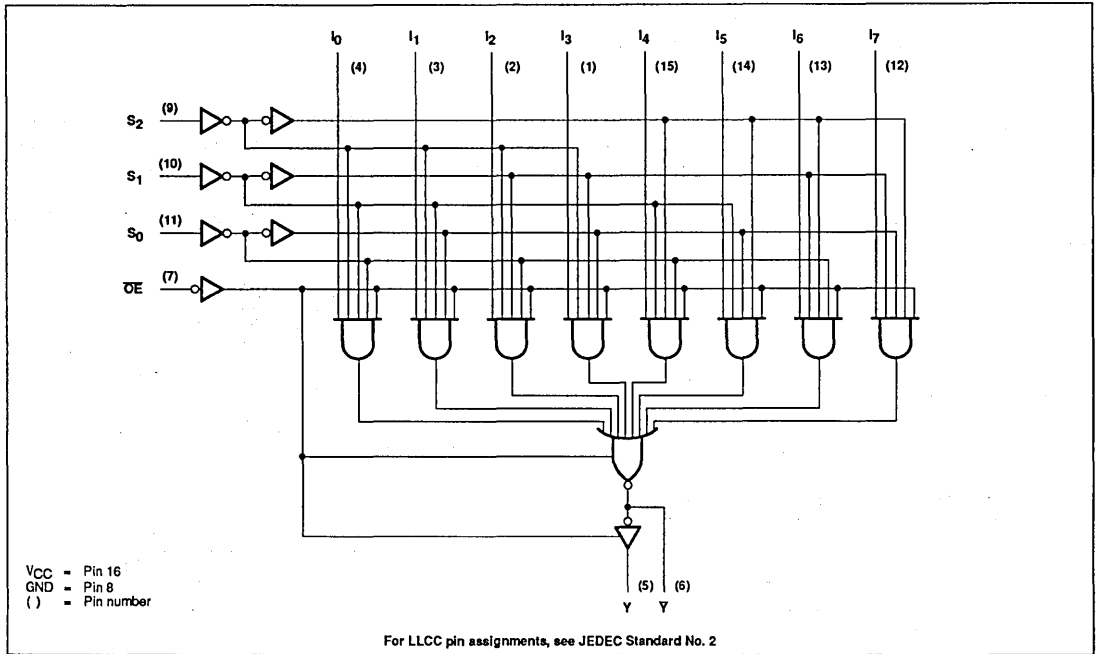 I0 I1 I2 I3 I4 I5 I6 I7
(4) (3) (2) (1) (15) (14) (13) (12)
S2 (9)
S1 (10)
S0 (11)
O̅E̅ (7)
(5) (6)
Y Y̅
VCC = Pin 16
GND = Pin 8
( ) = Pin number
For LLCC pin assignments, see JEDEC Standard No. 2